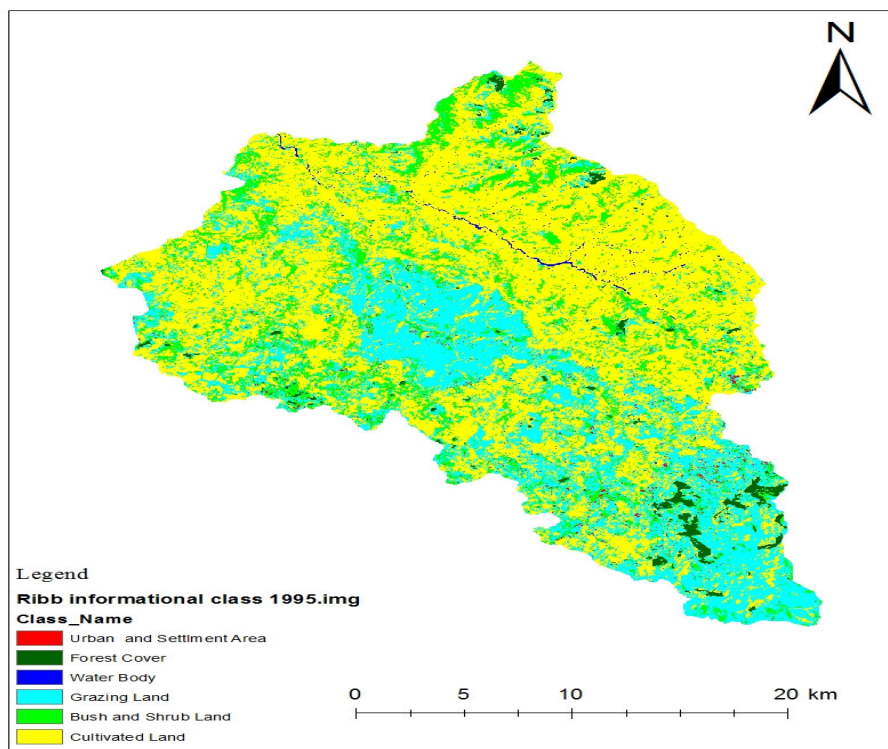 N
Legend
Ribb informational class 1995.img
Class_Name
Urban and Settlment Area
Forest Cover
Water Body
Grazing Land
Bush and Shrub Land
Cultivated Land
0 5 10 20 km